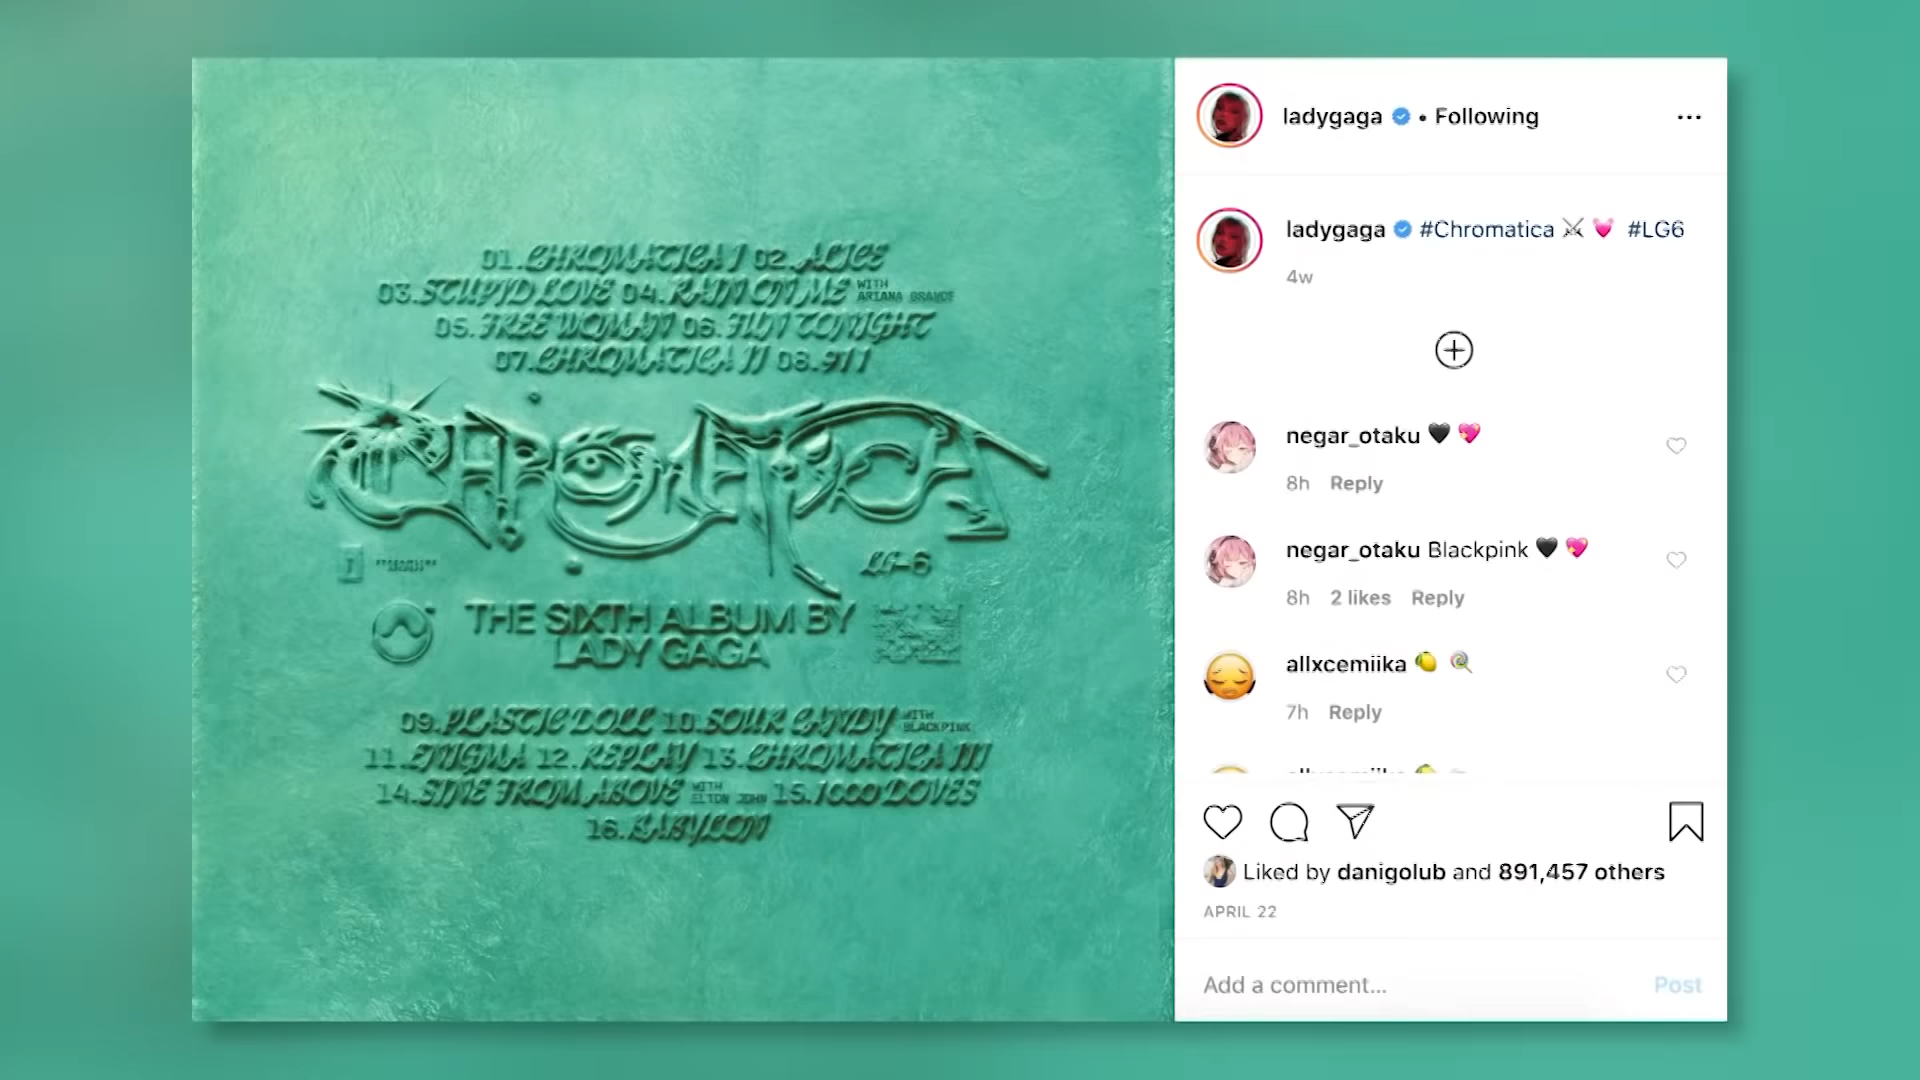 01.CHROMATICA I 02.ALICE
03.STUPID LOVE 04.RAIN ON ME WITH ARIANA GRANDE
05.FREE WOMAN 06.FUN TONIGHT
07.CHROMATICA II 08.911
CHROMATICA
LG-6
THE SIXTH ALBUM BY
LADY GAGA
09.PLASTIC DOLL 10.SOUR CANDY WITH BLACKPINK
11.ENIGMA 12.REPLAY 13.CHROMATICA III
14.SINE FROM ABOVE WITH ELTON JOHN 15.1000 DOVES
16.BABYLON
ladygaga • Following
ladygaga #Chromatica ⚔ 💓 #LG6
4w
negar_otaku 🖤 💖
8h Reply
negar_otaku Blackpink 🖤 💖
8h 2 likes Reply
allxcemiika 🍋 🍭
7h Reply
Liked by danigolub and 891,457 others
APRIL 22
Add a comment... Post